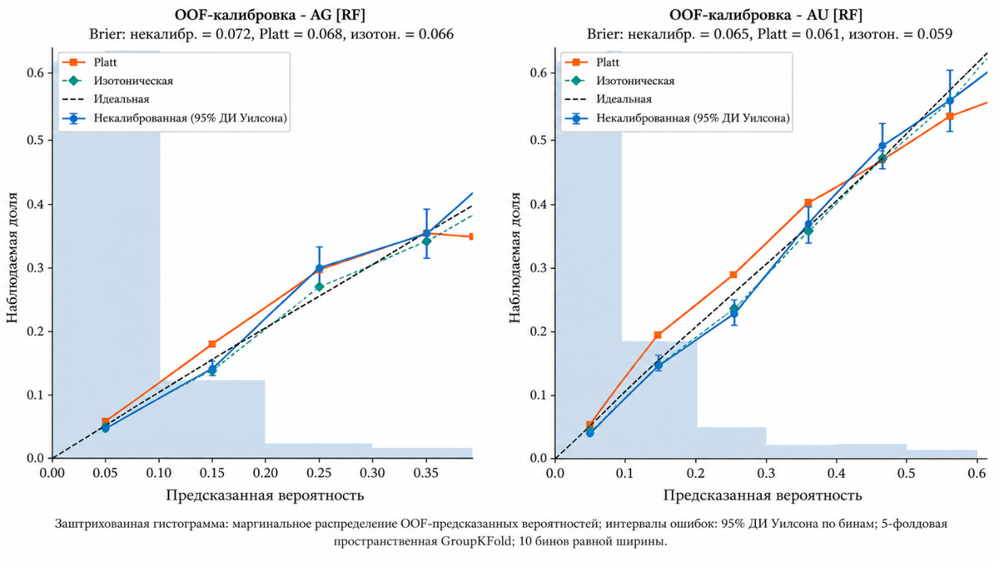 OOF-калибровка - AG [RF]
Brier: некалибр. = 0.072, Platt = 0.068, изотон. = 0.066
Platt
Изотоническая
Идеальная
Некалиброванная (95% ДИ Уилсона)
Наблюдаемая доля
0.6
0.5
0.4
0.3
0.2
0.1
0.0
0.00 0.05 0.10 0.15 0.20 0.25 0.30 0.35
Предсказанная вероятность
OOF-калибровка - AU [RF]
Brier: некалибр. = 0.065, Platt = 0.061, изотон. = 0.059
Platt
Изотоническая
Идеальная
Некалиброванная (95% ДИ Уилсона)
Наблюдаемая доля
0.6
0.5
0.4
0.3
0.2
0.1
0.0
0.0 0.1 0.2 0.3 0.4 0.5 0.6
Предсказанная вероятность
Заштрихованная гистограмма: маргинальное распределение OOF-предсказанных вероятностей; интервалы ошибок: 95% ДИ Уилсона по бинам; 5-фолдовая
пространственная GroupKFold; 10 бинов равной ширины.